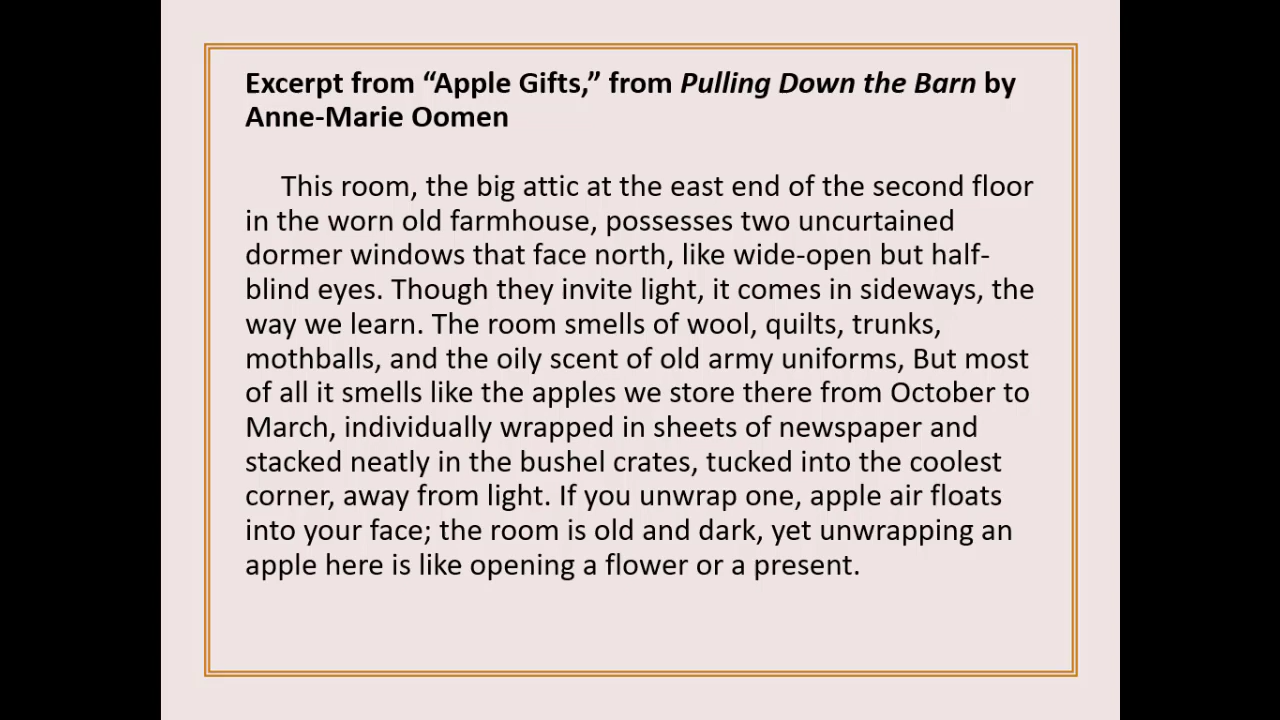 Excerpt from “Apple Gifts,” from Pulling Down the Barn by
Anne-Marie Oomen
This room, the big attic at the east end of the second floor
in the worn old farmhouse, possesses two uncurtained
dormer windows that face north, like wide-open but half-
blind eyes. Though they invite light, it comes in sideways, the
way we learn. The room smells of wool, quilts, trunks,
mothballs, and the oily scent of old army uniforms, But most
of all it smells like the apples we store there from October to
March, individually wrapped in sheets of newspaper and
stacked neatly in the bushel crates, tucked into the coolest
corner, away from light. If you unwrap one, apple air floats
into your face; the room is old and dark, yet unwrapping an
apple here is like opening a flower or a present.